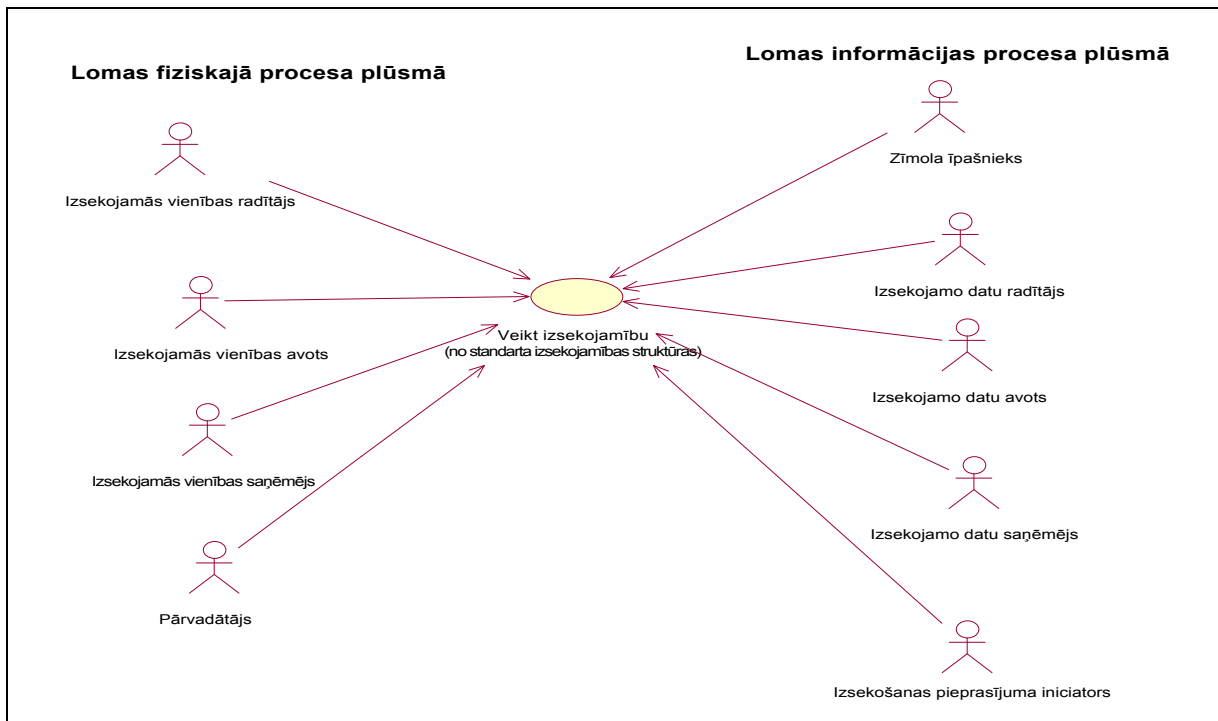 Lomas fiziskajā procesa plūsmā
Izsekojamās vienības radītājs
Izsekojamās vienības avots
Izsekojamās vienības saņēmējs
Pārvadātājs
Veikt izsekojamību
(no standarta izsekojamības struktūras)
Lomas informācijas procesa plūsmā
Zīmola īpašnieks
Izsekojamo datu radītājs
Izsekojamo datu avots
Izsekojamo datu saņēmējs
Izsekošanas pieprasījuma iniciators